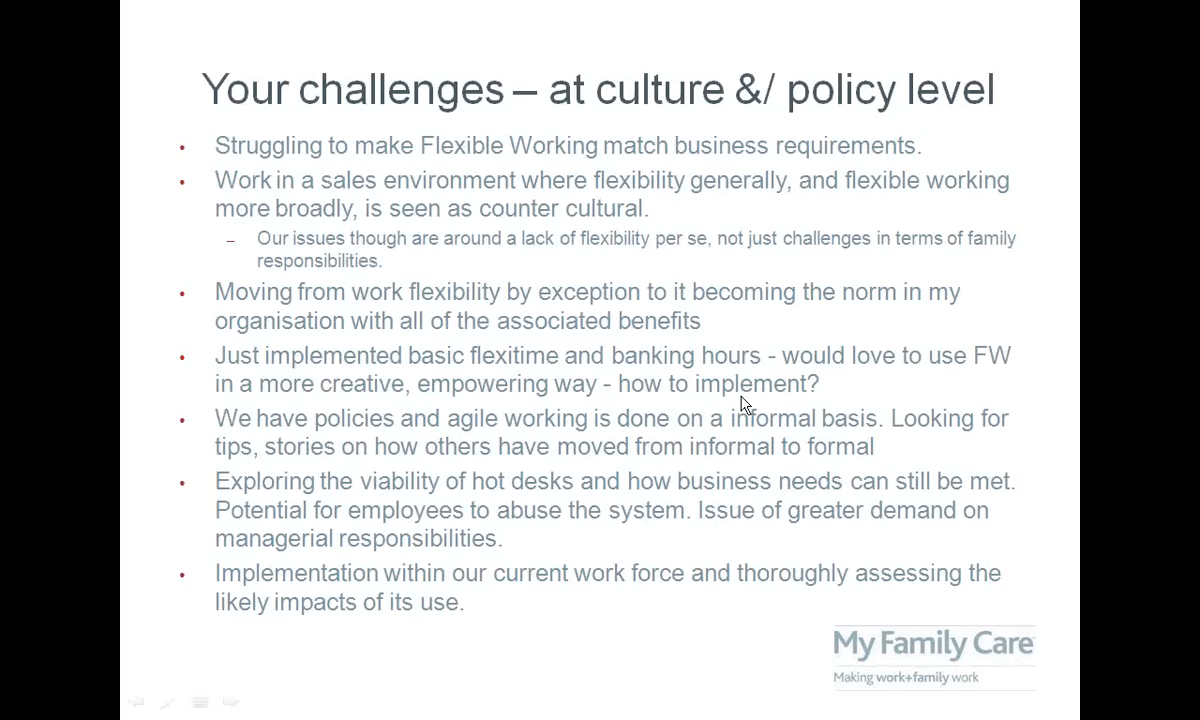 Your challenges – at culture &/ policy level
• Struggling to make Flexible Working match business requirements.
• Work in a sales environment where flexibility generally, and flexible working
more broadly, is seen as counter cultural.
– Our issues though are around a lack of flexibility per se, not just challenges in terms of family
responsibilities.
• Moving from work flexibility by exception to it becoming the norm in my
organisation with all of the associated benefits
• Just implemented basic flexitime and banking hours - would love to use FW
in a more creative, empowering way - how to implement?
• We have policies and agile working is done on a informal basis. Looking for
tips, stories on how others have moved from informal to formal
• Exploring the viability of hot desks and how business needs can still be met.
Potential for employees to abuse the system. Issue of greater demand on
managerial responsibilities.
• Implementation within our current work force and thoroughly assessing the
likely impacts of its use.
My Family Care
Making work+family work